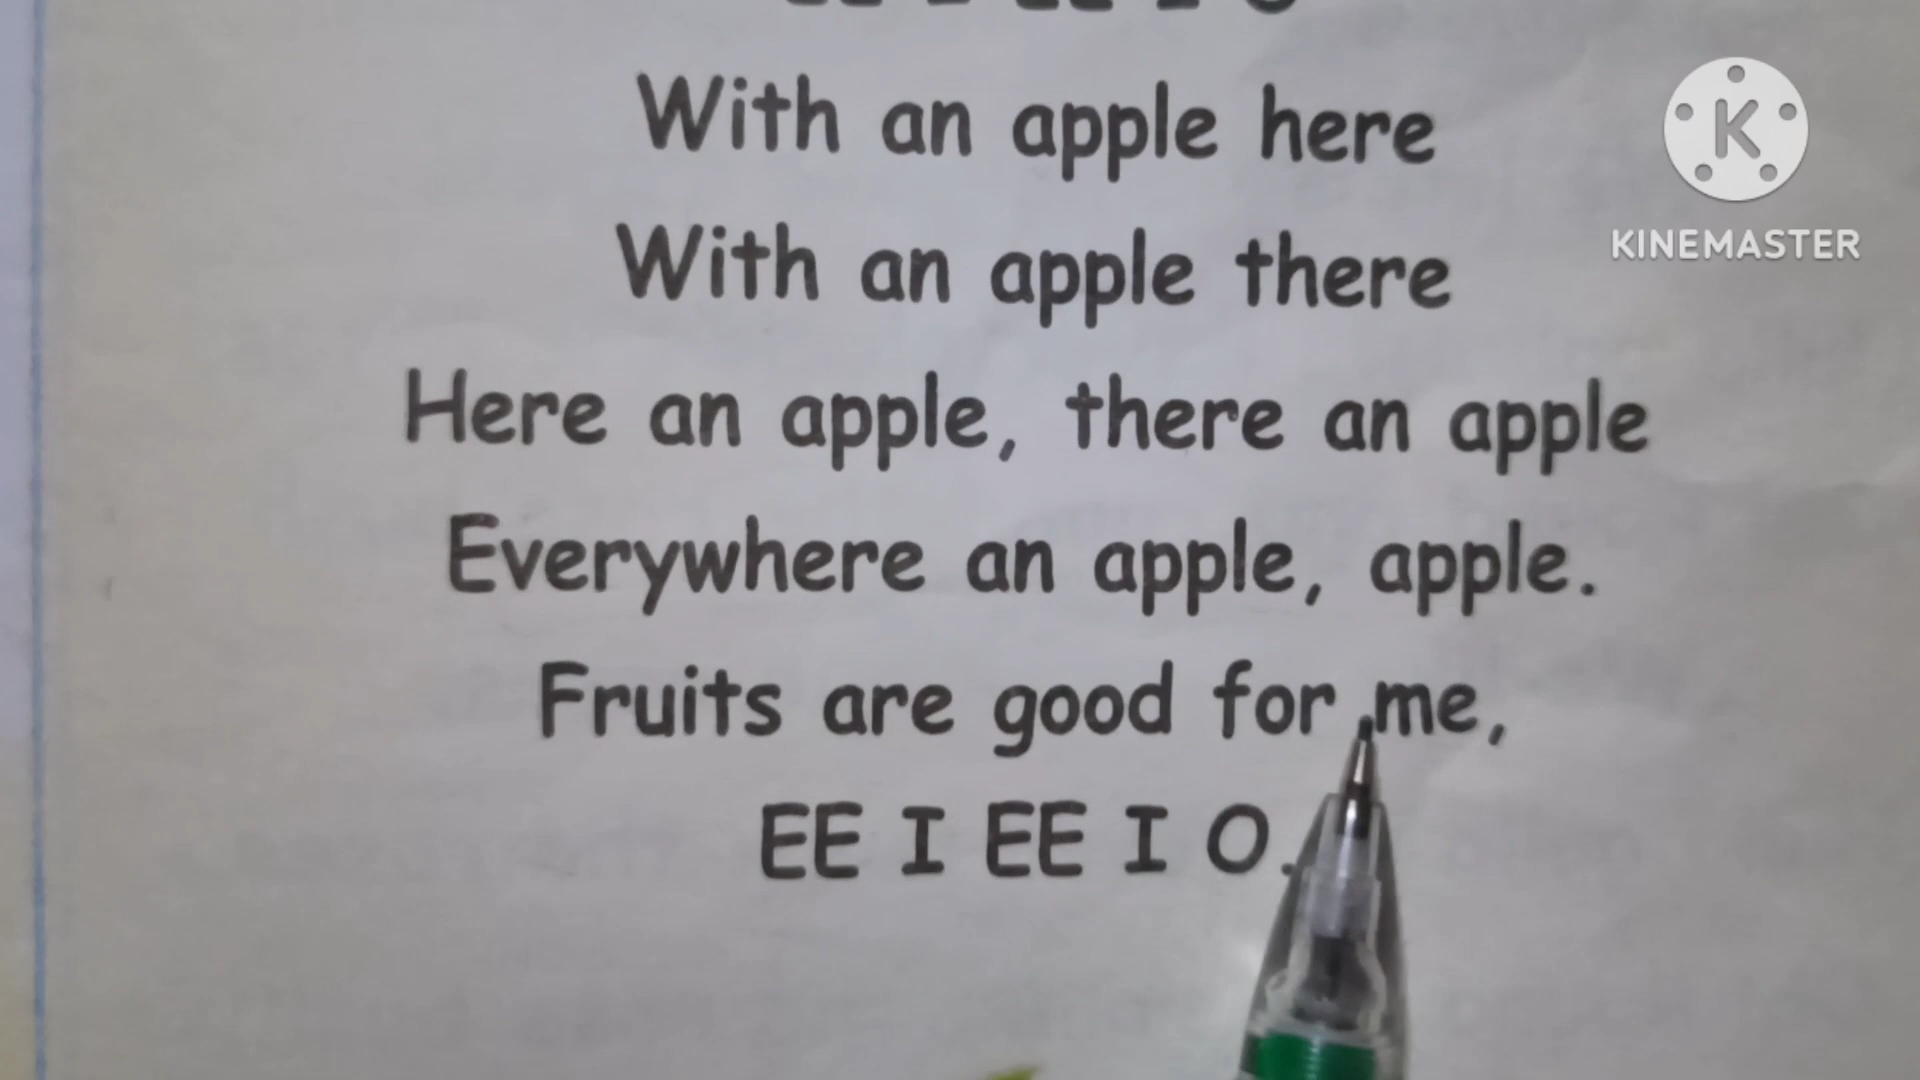 With an apple here
With an apple there
Here an apple, there an apple
Everywhere an apple, apple.
Fruits are good for me,
EE I EE I O.
K
KINEMASTER